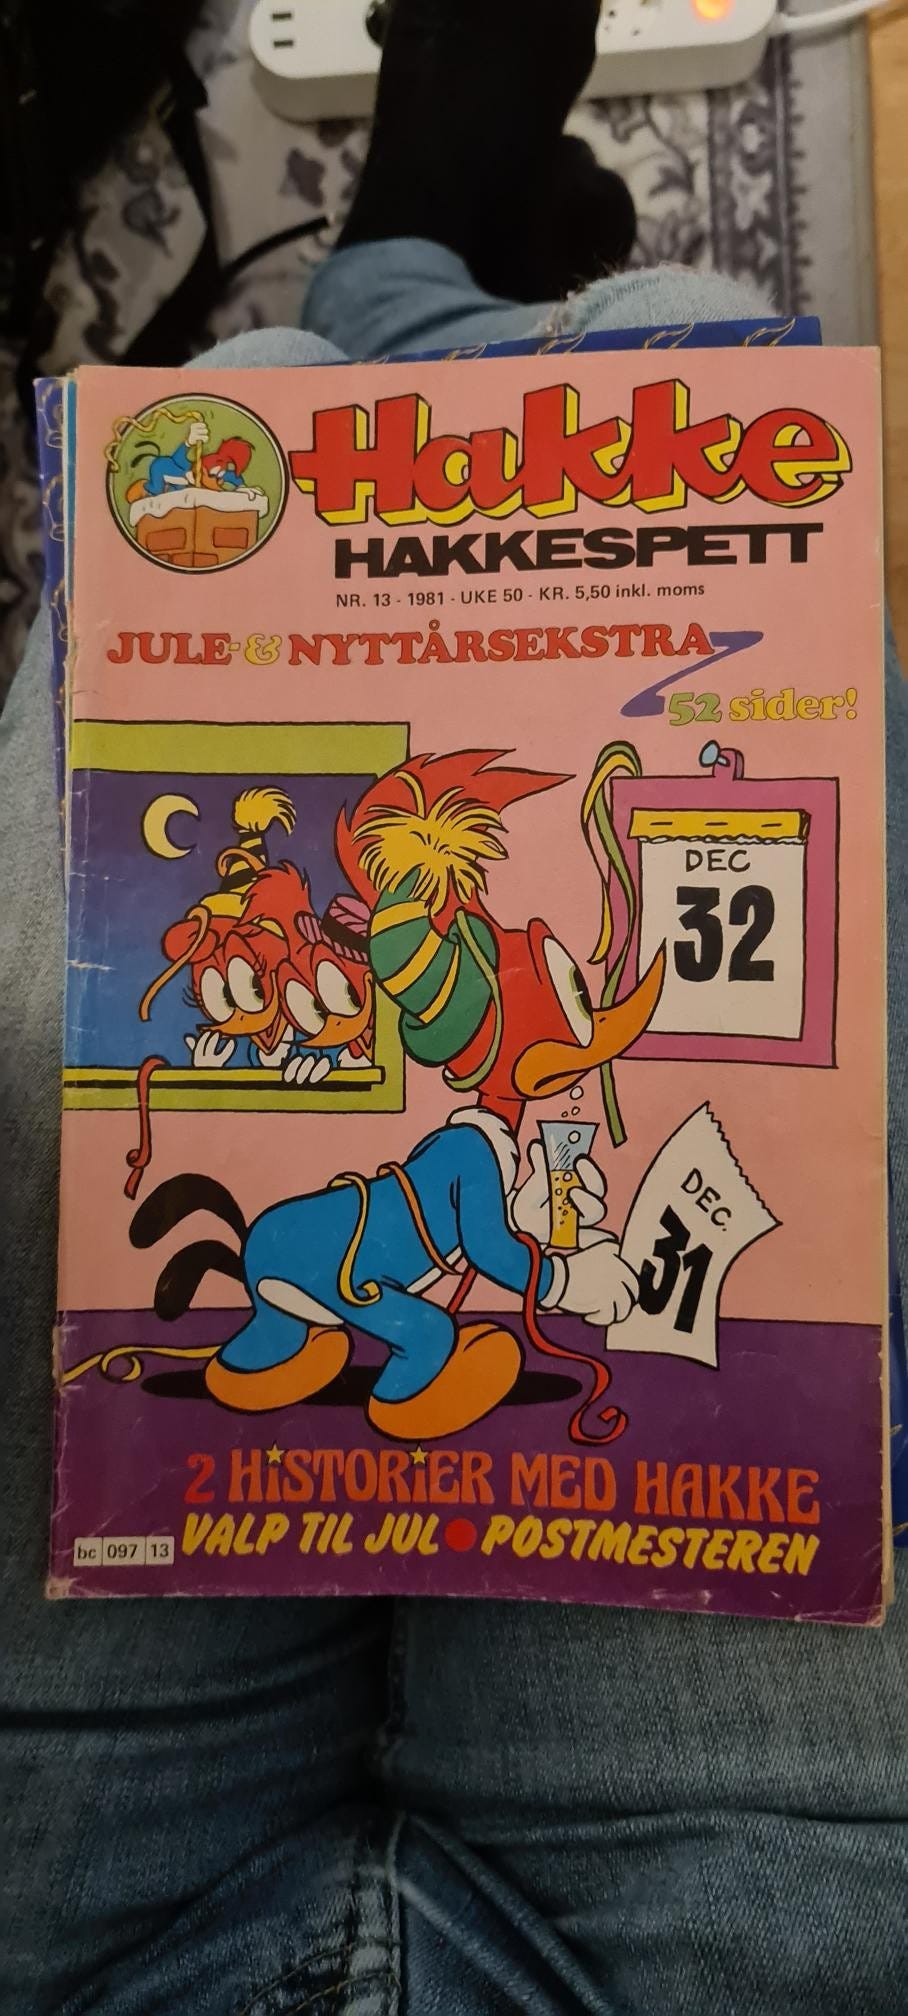 Hakke
HAKKESPETT
NR. 13 - 1981 - UKE 50 - KR. 5,50 inkl. moms
JULE- & NYTTÅRSEKSTRA
52 sider!
DEC
32
DEC.
31
2 HiSTORiER MED HAKKE
VALP TIL JUL • POSTMESTEREN
bc 097 13